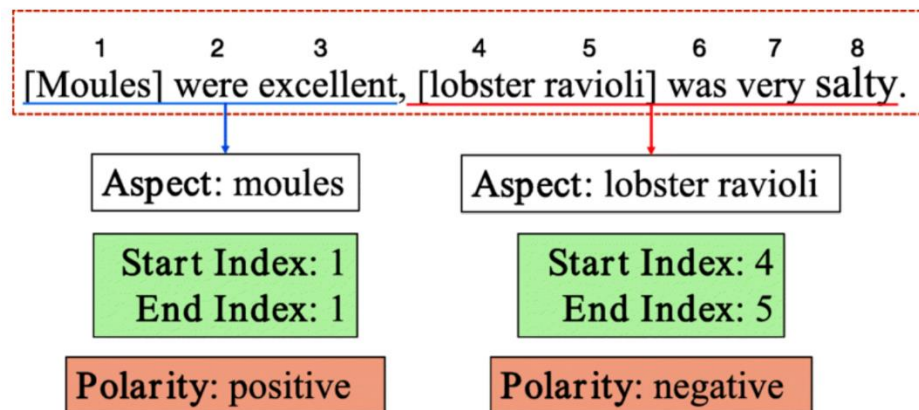 1 2 3 4 5 6 7 8
[Moules] were excellent, [lobster ravioli] was very salty.
Aspect: moules Aspect: lobster ravioli
Start Index: 1 Start Index: 4
End Index: 1 End Index: 5
Polarity: positive Polarity: negative